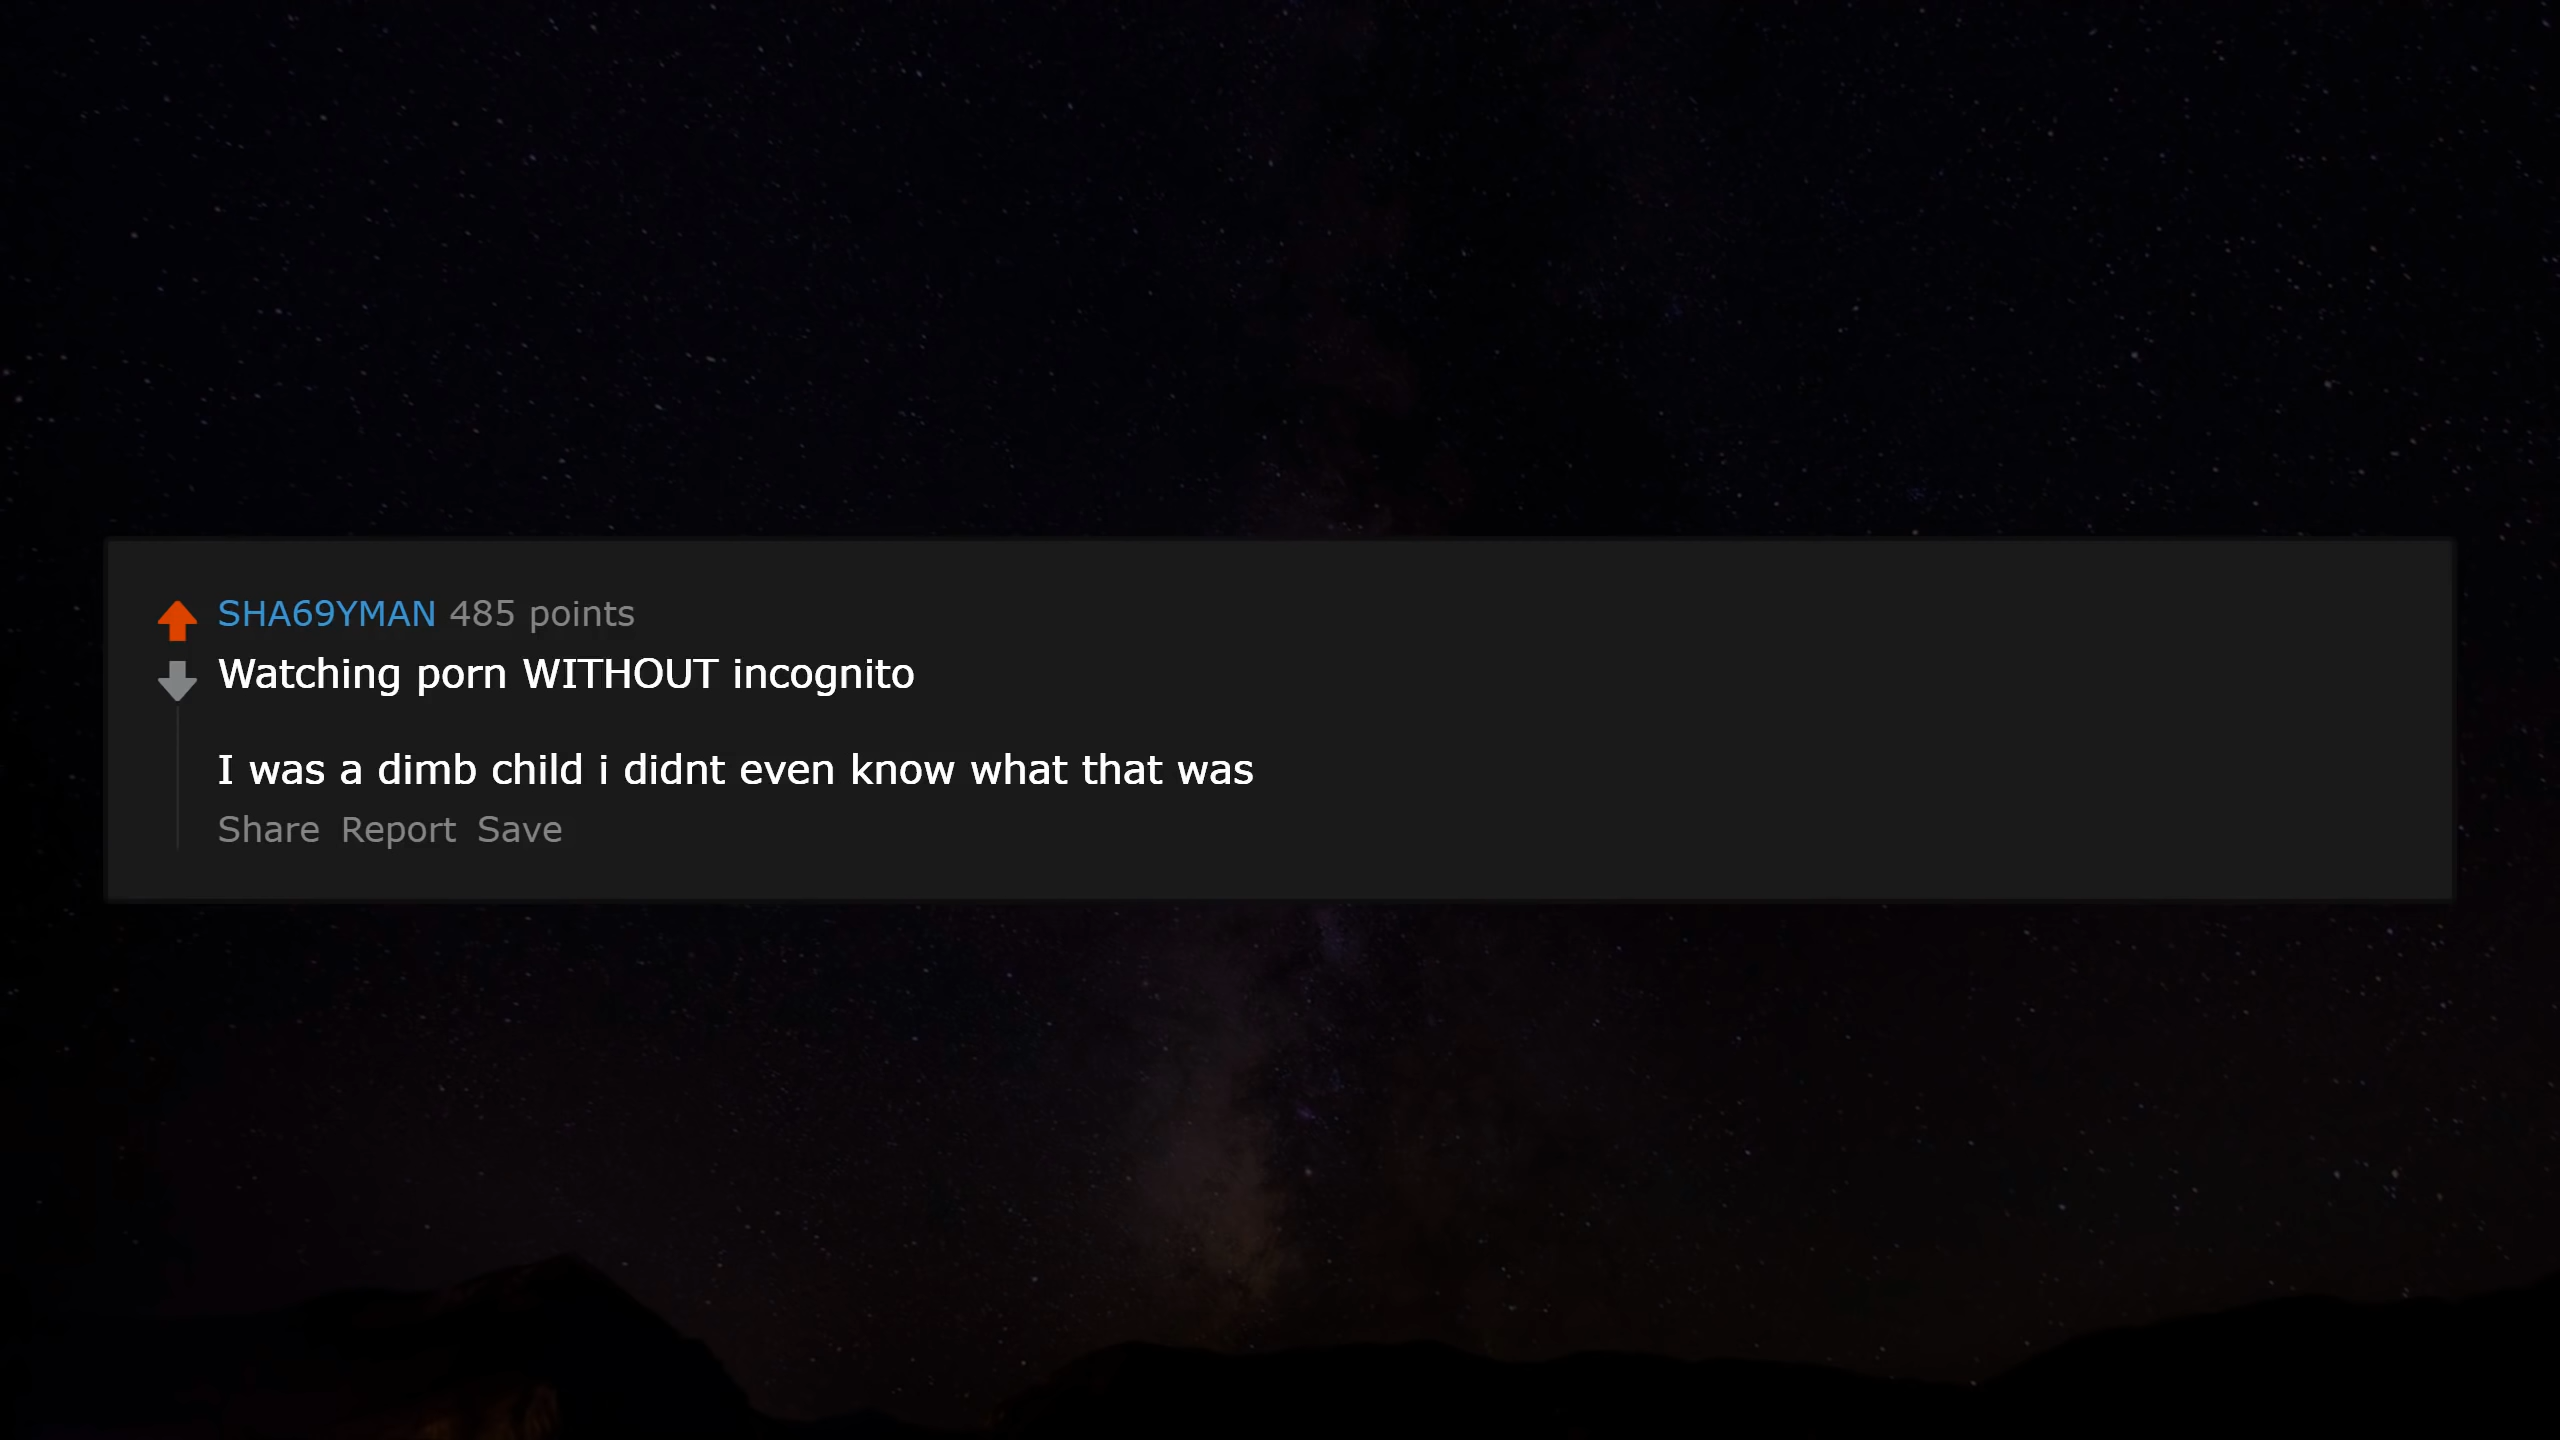 SHA69YMAN 485 points
Watching porn WITHOUT incognito
I was a dimb child i didnt even know what that was
Share Report Save